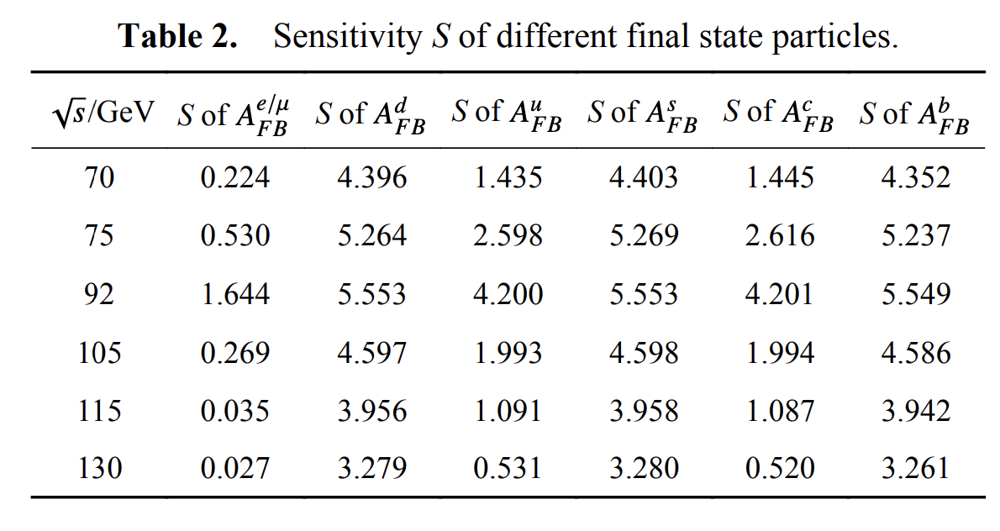 Table 2. Sensitivity S of different final state particles.
√s/GeV S of A_{FB}^{e/μ} S of A_{FB}^{d} S of A_{FB}^{u} S of A_{FB}^{s} S of A_{FB}^{c} S of A_{FB}^{b}
70 0.224 4.396 1.435 4.403 1.445 4.352
75 0.530 5.264 2.598 5.269 2.616 5.237
92 1.644 5.553 4.200 5.553 4.201 5.549
105 0.269 4.597 1.993 4.598 1.994 4.586
115 0.035 3.956 1.091 3.958 1.087 3.942
130 0.027 3.279 0.531 3.280 0.520 3.261